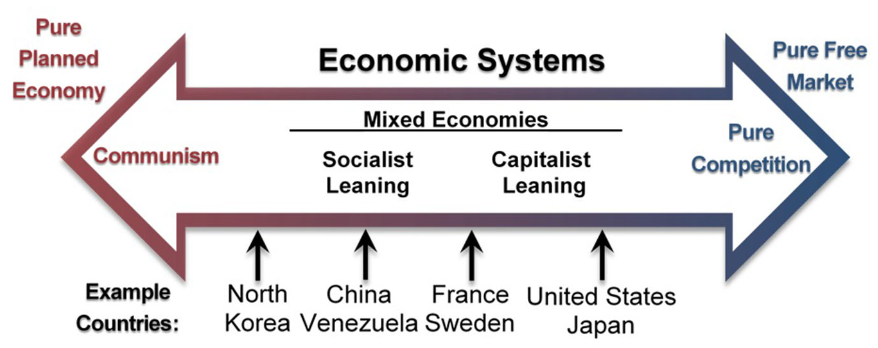 Pure
Planned
Economy
Economic Systems
Pure Free
Market
Mixed Economies
Communism
Socialist
Leaning
Capitalist
Leaning
Pure
Competition
Example
Countries:
North
Korea
China
Venezuela
France
Sweden
United States
Japan